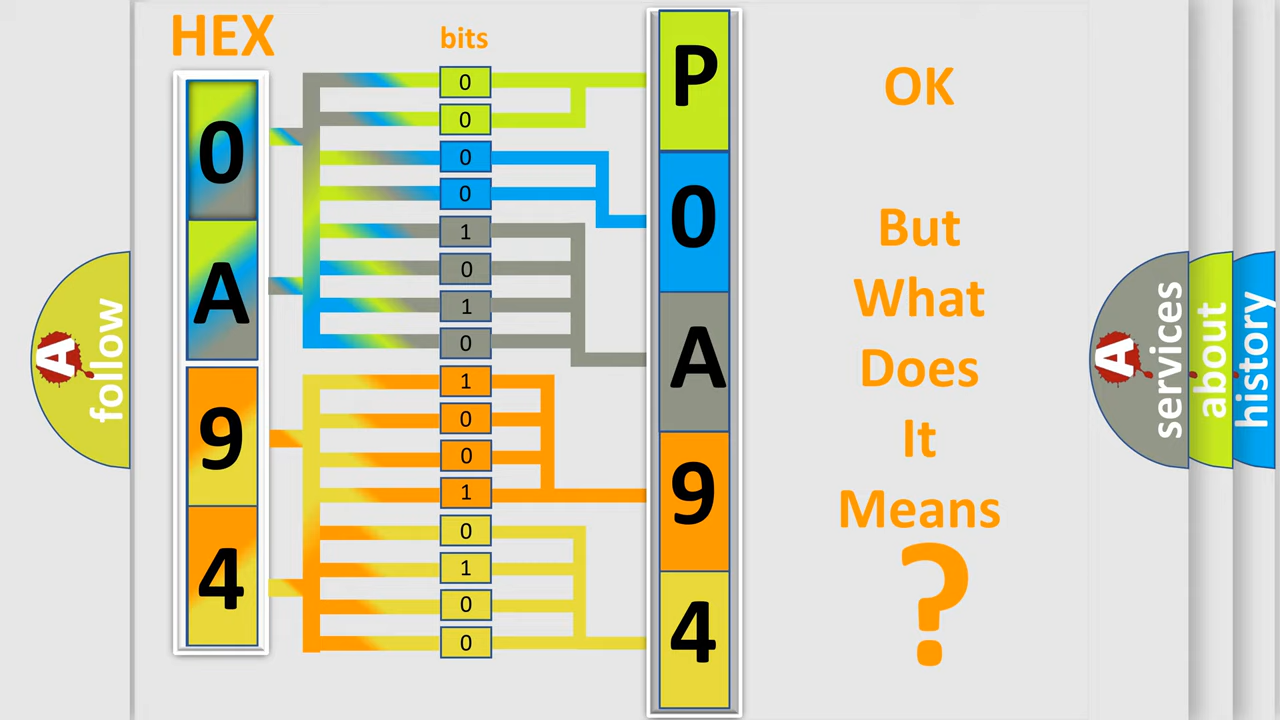 HEX
bits
0
A
9
4
0
0
0
0
1
0
1
0
1
0
0
1
0
1
0
0
P
0
A
9
4
OK
But
What
Does
It
Means
?
A
follow
A
services
about
history